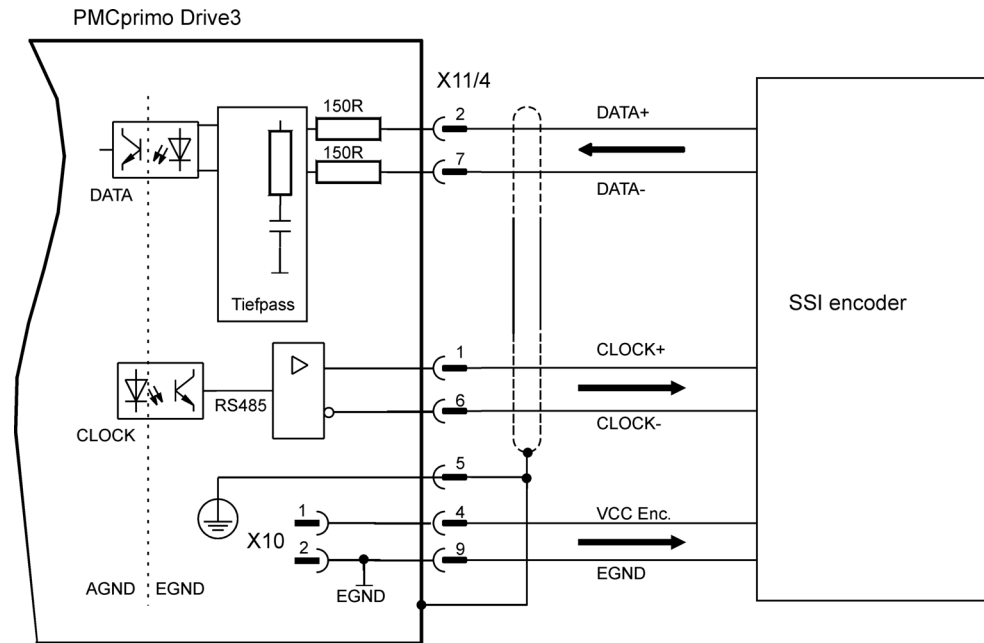 PMCprimo Drive3
X11/4
150R
2
DATA+
150R
7
DATA-
DATA
Tiefpass
SSI encoder
1
CLOCK+
RS485
6
CLOCK-
CLOCK
5
1
4
VCC Enc.
X10
2
9
EGND
EGND
AGND
EGND